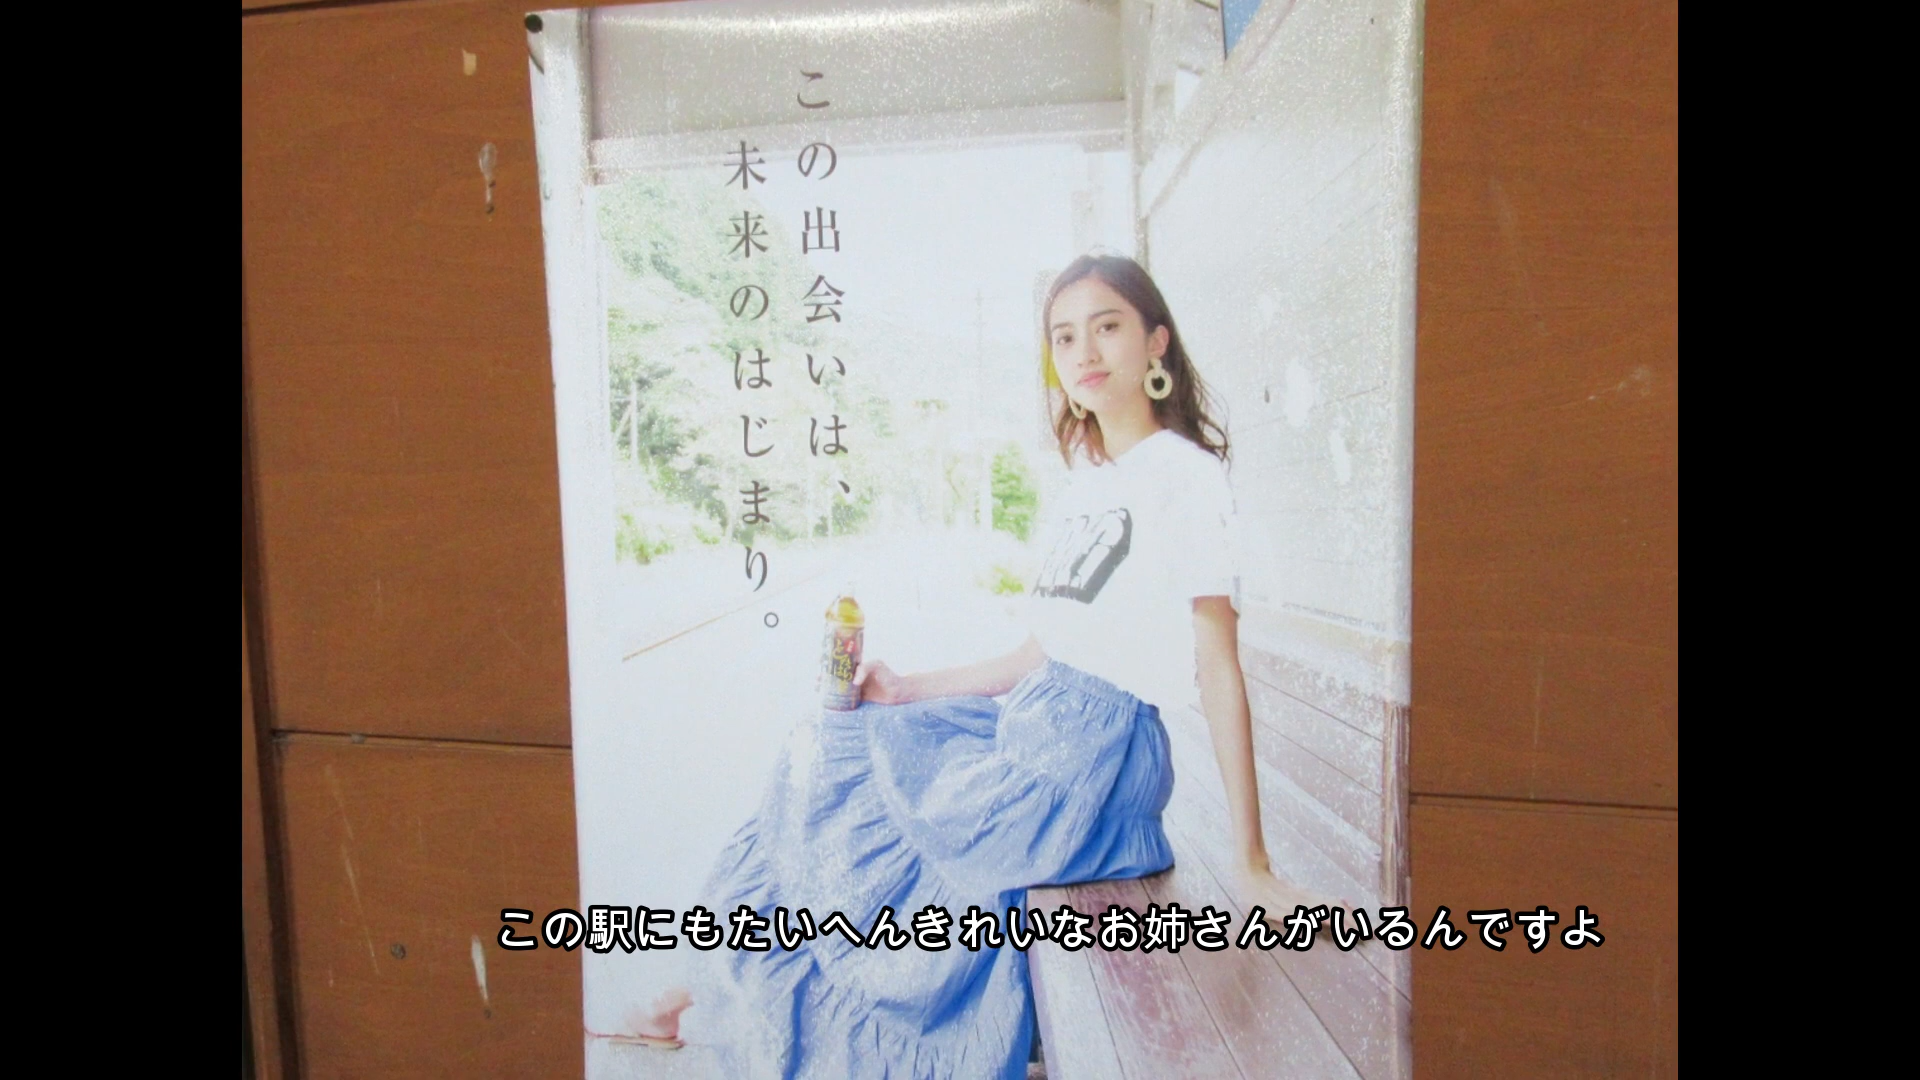 この出会いは、
未来のはじまり。
この駅にもたいへんきれいなお姉さんがいるんですよ